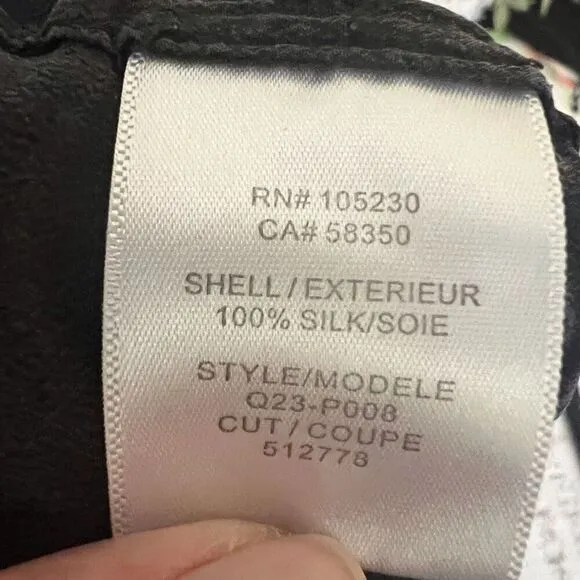 RN# 105230
CA# 58350
SHELL/EXTERIEUR
100% SILK/SOIE
STYLE/MODELE
Q23-P008
CUT/COUPE
512778